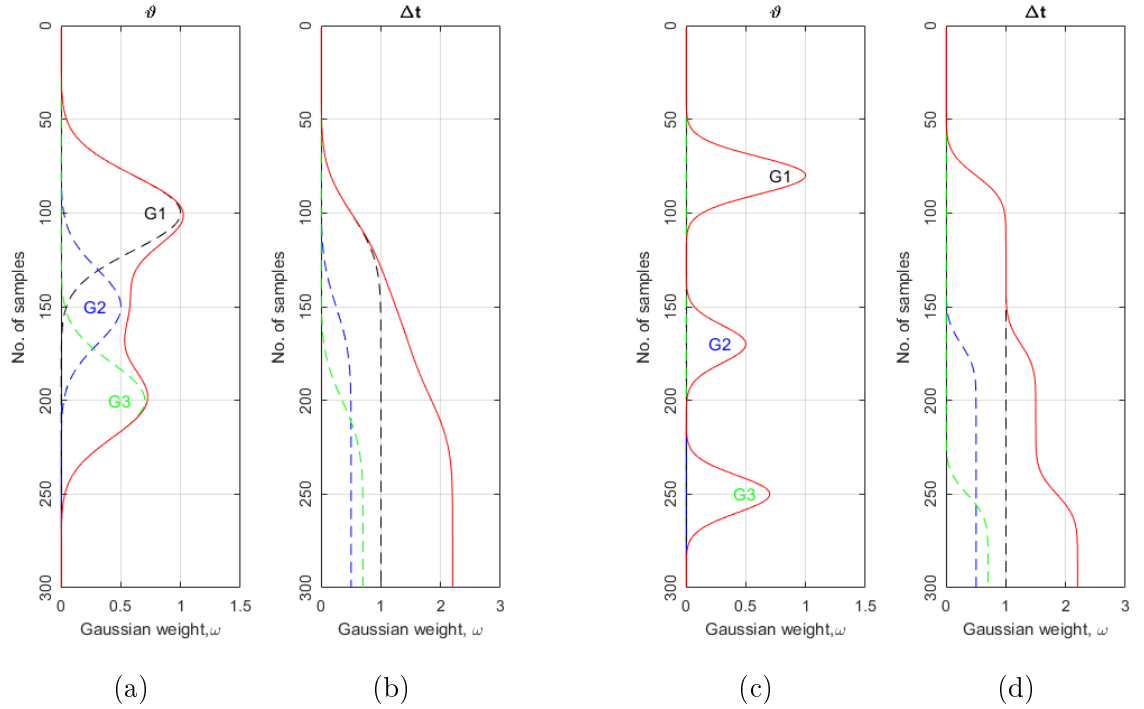 ϑ
0
50
100
150
200
250
300
No. of samples
G1
G2
G3
0 0.5 1 1.5
Gaussian weight,ω
(a)
Δt
0
50
100
150
200
250
300
No. of samples
0 1 2 3
Gaussian weight, ω
(b)
ϑ
0
50
100
150
200
250
300
No. of samples
G1
G2
G3
0 0.5 1 1.5
Gaussian weight,ω
(c)
Δt
0
50
100
150
200
250
300
No. of samples
0 1 2 3
Gaussian weight, ω
(d)